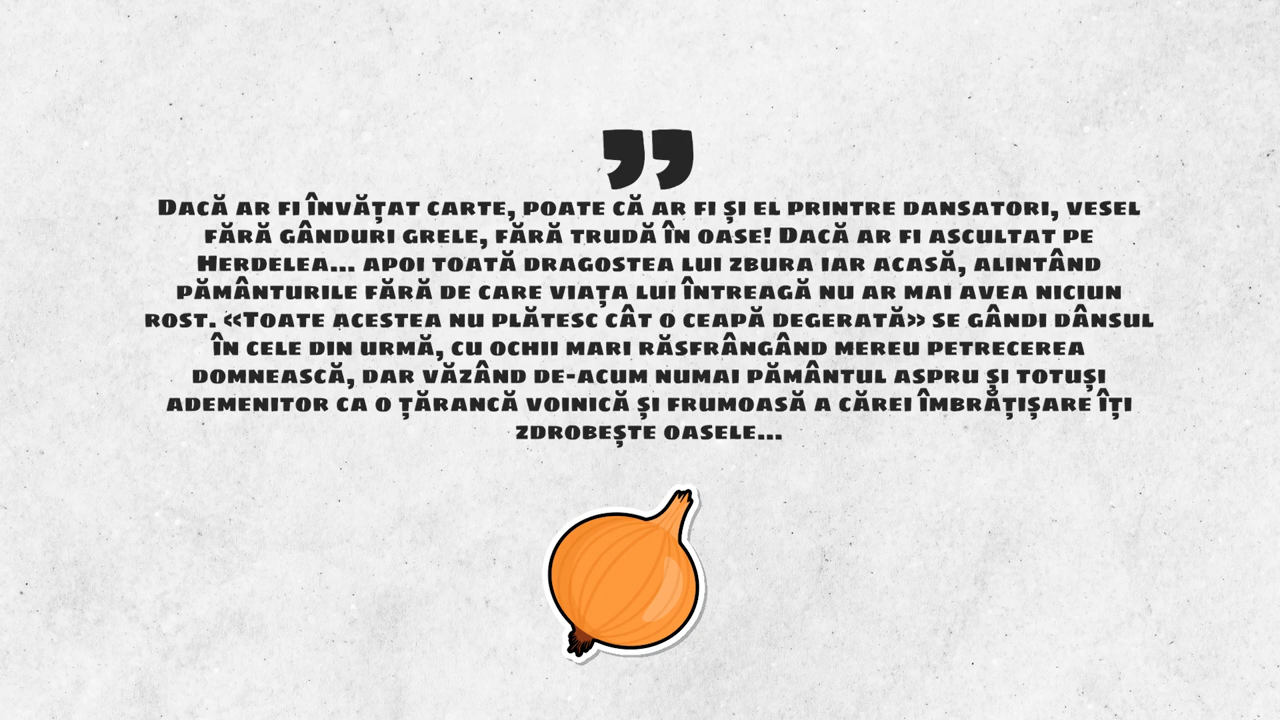 ”
Dacă ar fi învățat carte, poate că ar fi și el printre dansatori, vesel
fără gânduri grele, fără trudă în oase! Dacă ar fi ascultat pe
Herdelea... apoi toată dragostea lui zbura iar acasă, alintând
pământurile fără de care viața lui întreagă nu ar mai avea niciun
rost. «Toate acestea nu plătesc cât o ceapă degerată» se gândi dânsul
în cele din urmă, cu ochii mari răsfrângând mereu petrecerea
domnească, dar văzând de-acum numai pământul aspru și totuși
ademenitor ca o țărancă voinică și frumoasă a cărei îmbrățișare îți
zdrobește oasele...